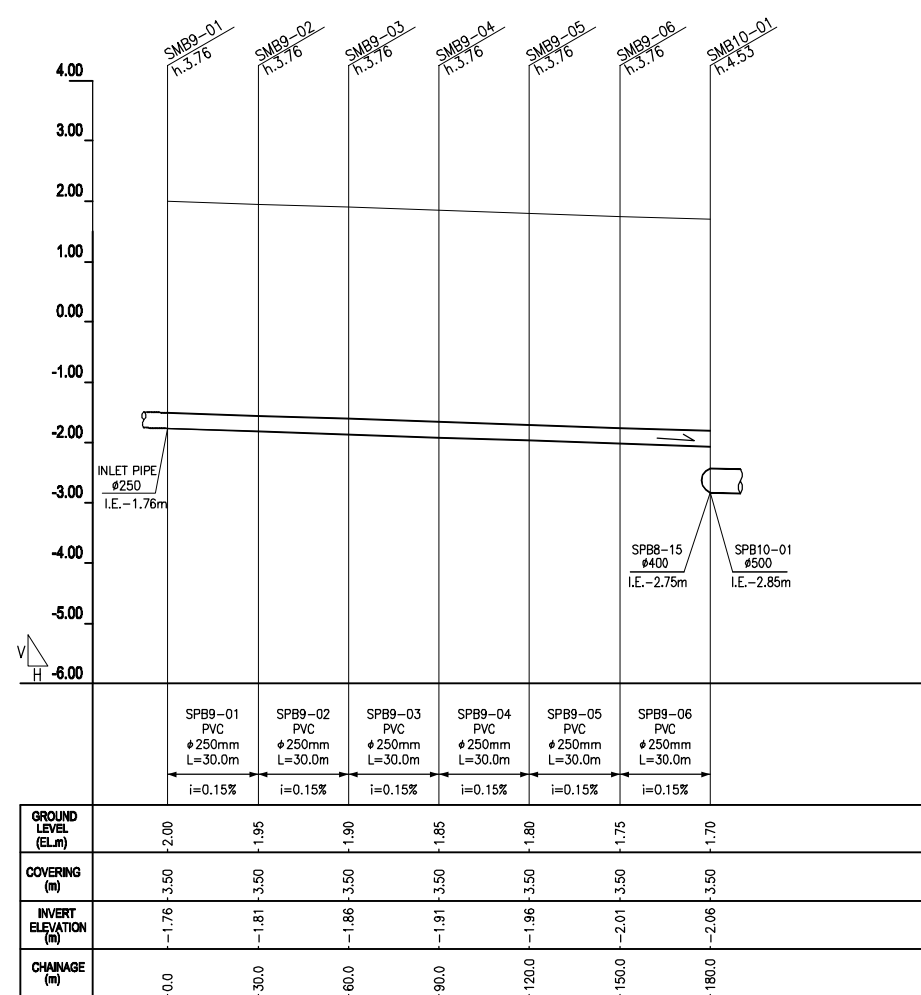 SMB9-01
h.3.76
SMB9-02
h.3.76
SMB9-03
h.3.76
SMB9-04
h.3.76
SMB9-05
h.3.76
SMB9-06
h.3.76
SMB10-01
h.4.53
4.00
3.00
2.00
1.00
0.00
-1.00
-2.00
-3.00
-4.00
-5.00
-6.00
INLET PIPE
ø250
I.E.-1.76m
SPB8-15
ø400
I.E.-2.75m
SPB10-01
ø500
I.E.-2.85m
V
H
SPB9-01
PVC
ø250mm
L=30.0m
i=0.15%
SPB9-02
PVC
ø250mm
L=30.0m
i=0.15%
SPB9-03
PVC
ø250mm
L=30.0m
i=0.15%
SPB9-04
PVC
ø250mm
L=30.0m
i=0.15%
SPB9-05
PVC
ø250mm
L=30.0m
i=0.15%
SPB9-06
PVC
ø250mm
L=30.0m
i=0.15%
GROUND
LEVEL
(EL.m)
2.00 1.95 1.90 1.85 1.80 1.75 1.70
COVERING
(m)
3.50 3.50 3.50 3.50 3.50 3.50 3.50
INVERT
ELEVATION
(m)
-1.76 -1.81 -1.86 -1.91 -1.96 -2.01 -2.06
CHAINAGE
(m)
0.0 30.0 60.0 90.0 120.0 150.0 180.0